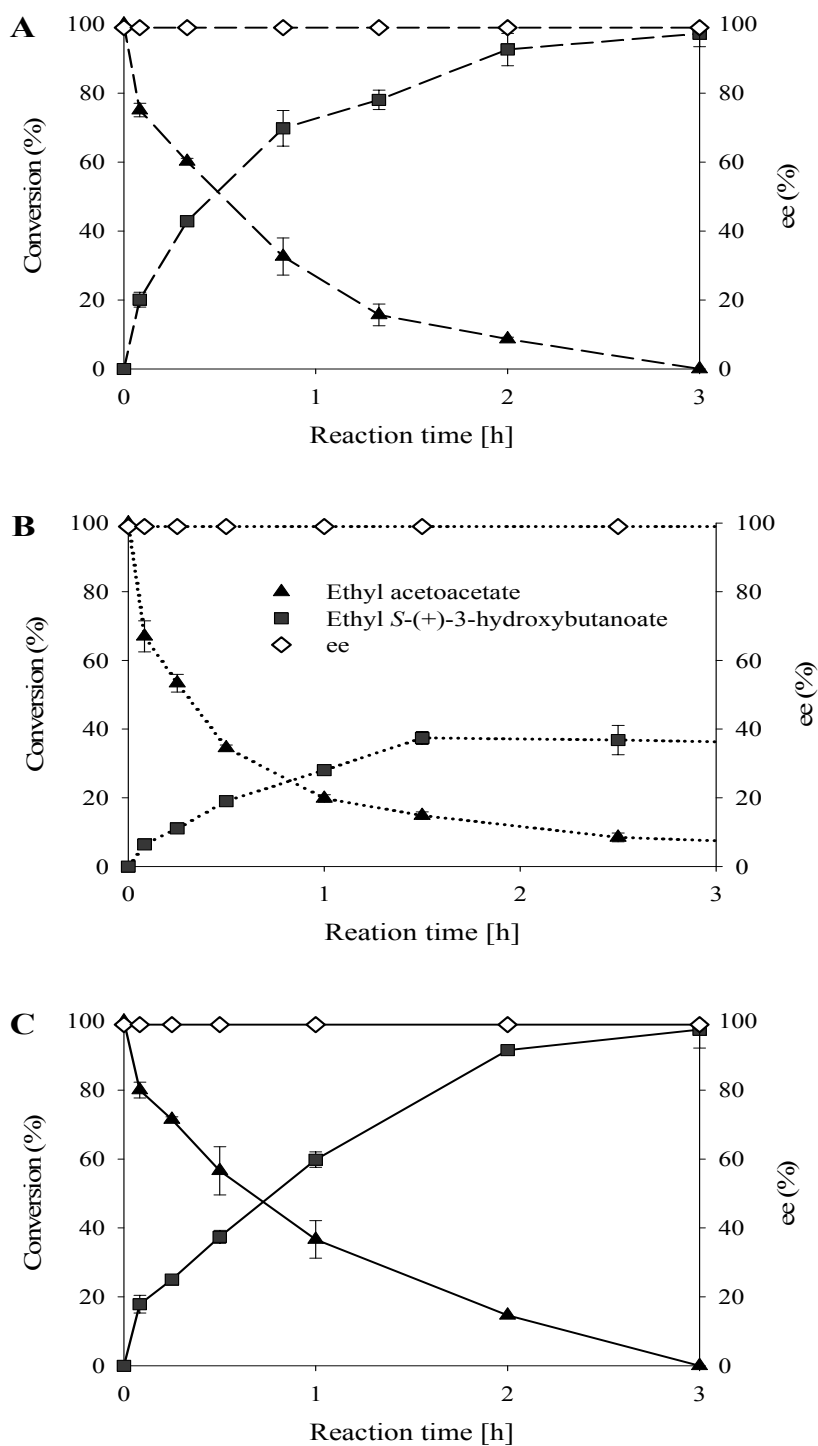 A
100
80
60
40
20
0
Conversion (%)
100
80
60
40
20
0
ee (%)
0 1 2 3
Reaction time [h]
B
100
80
60
40
20
0
Conversion (%)
Ethyl acetoacetate
Ethyl S-(+)-3-hydroxybutanoate
ee
100
80
60
40
20
0
ee (%)
0 1 2 3
Reation time [h]
C
100
80
60
40
20
0
Conversion (%)
100
80
60
40
20
0
ee (%)
0 1 2 3
Reaction time [h]